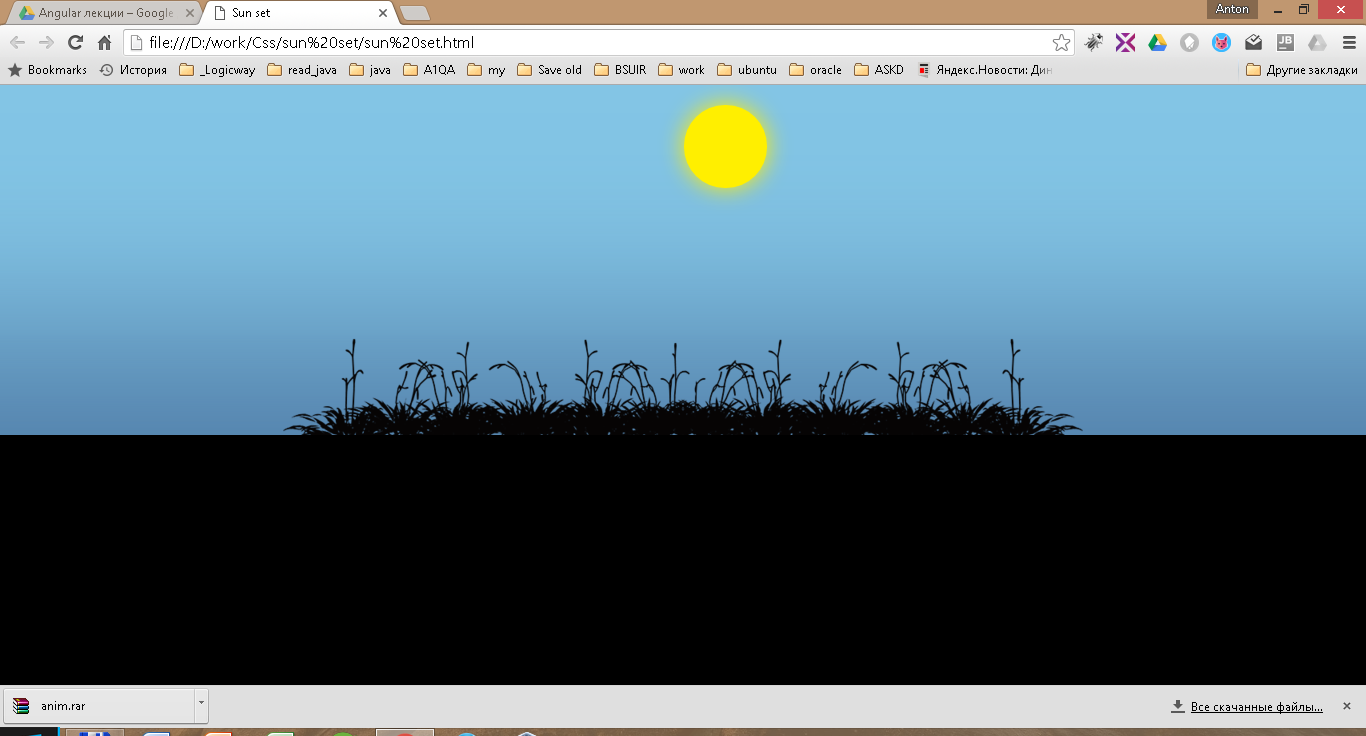 Angular лекции – Google
Sun set
Anton
file:///D:/work/Css/sun%20set/sun%20set.html
JB
Bookmarks История _Logicway read_java java A1QA my Save old BSUIR work ubuntu oracle ASKD Яндекс.Новости: Дин Другие закладки
anim.rar
Все скачанные файлы...